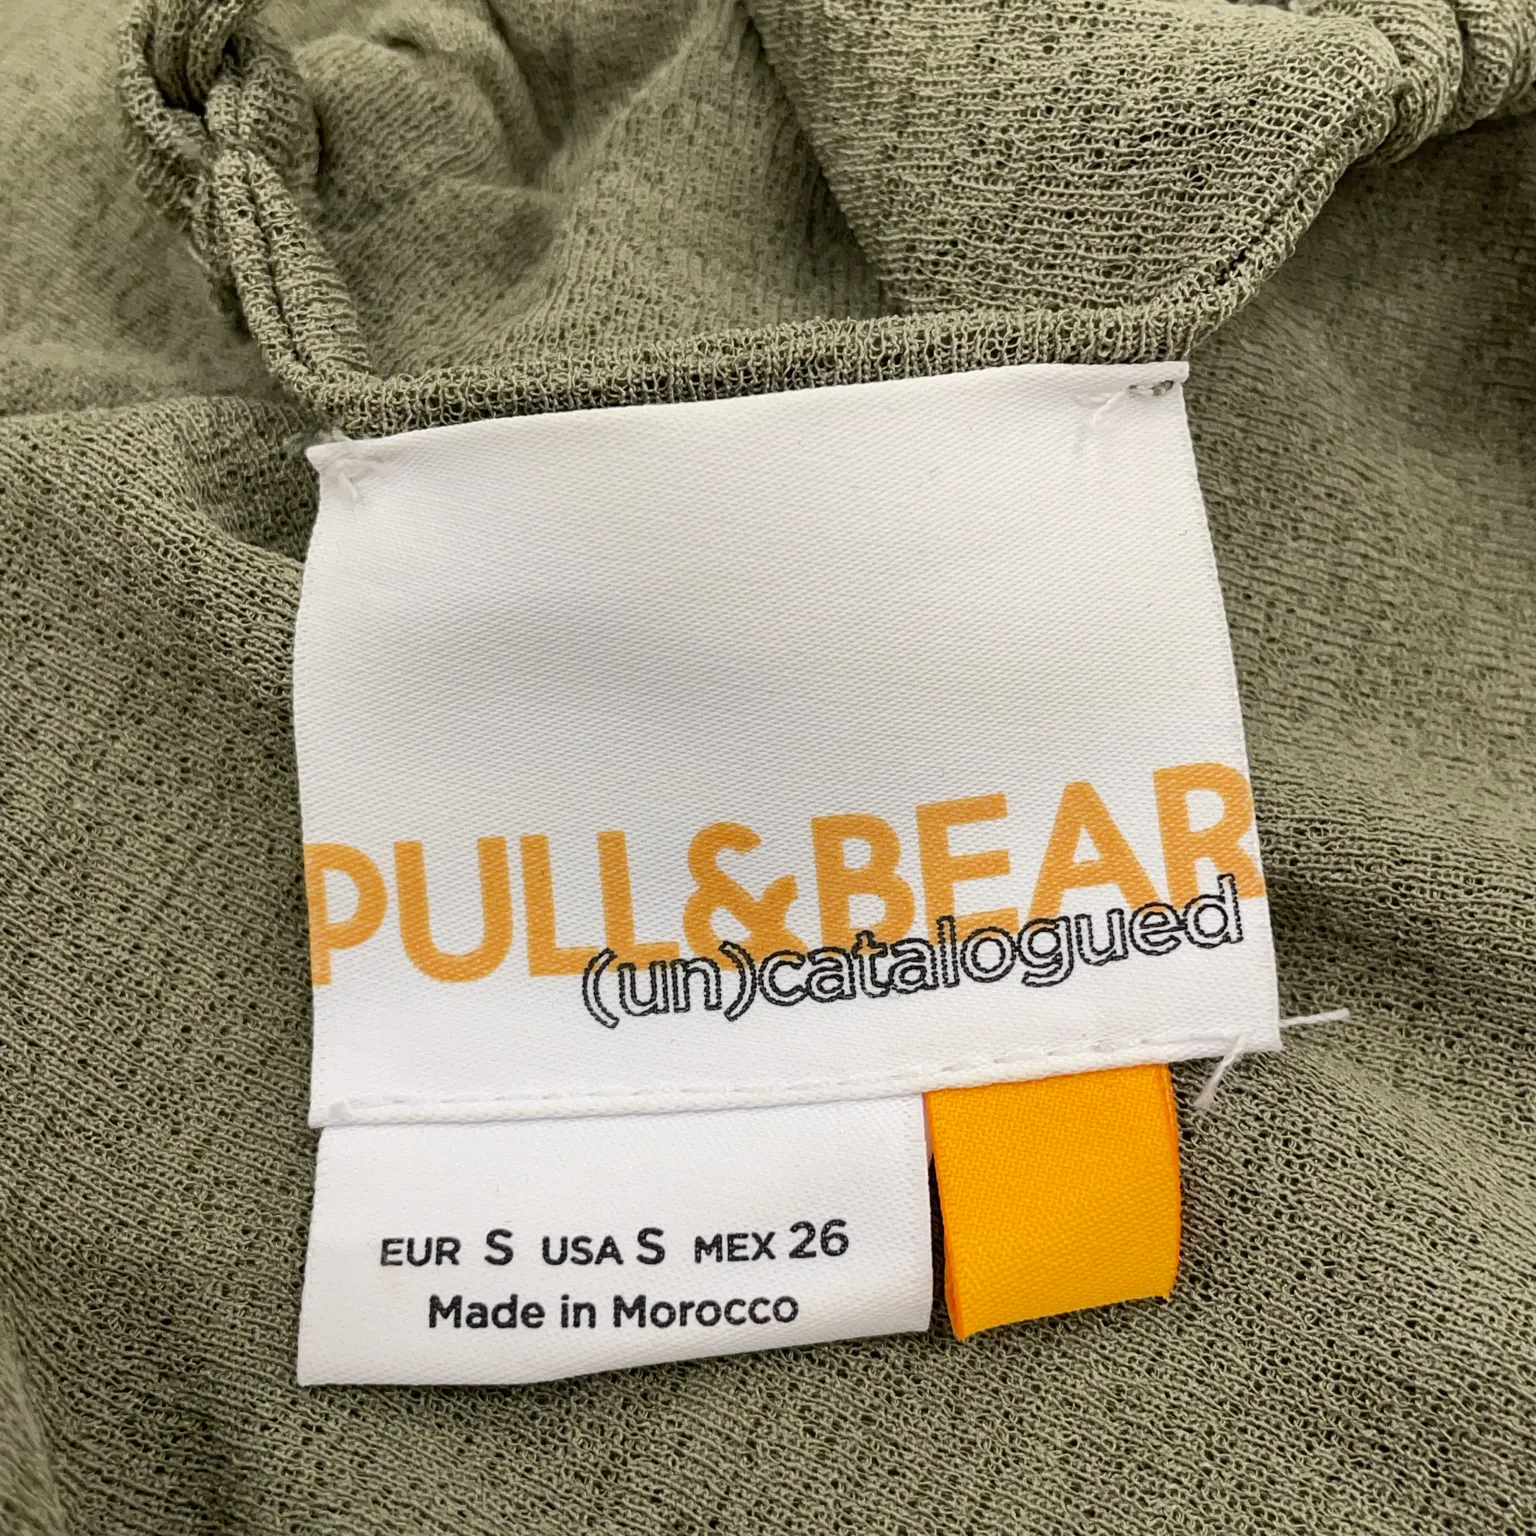 PULL&BEAR
(un)catalogued
EUR S USA S MEX 26
Made in Morocco